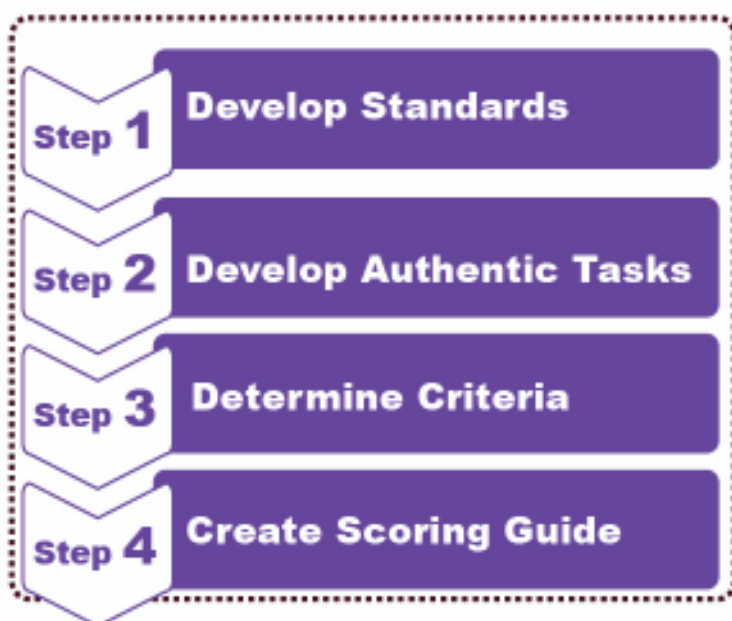 Step 1 Develop Standards
Step 2 Develop Authentic Tasks
Step 3 Determine Criteria
Step 4 Create Scoring Guide